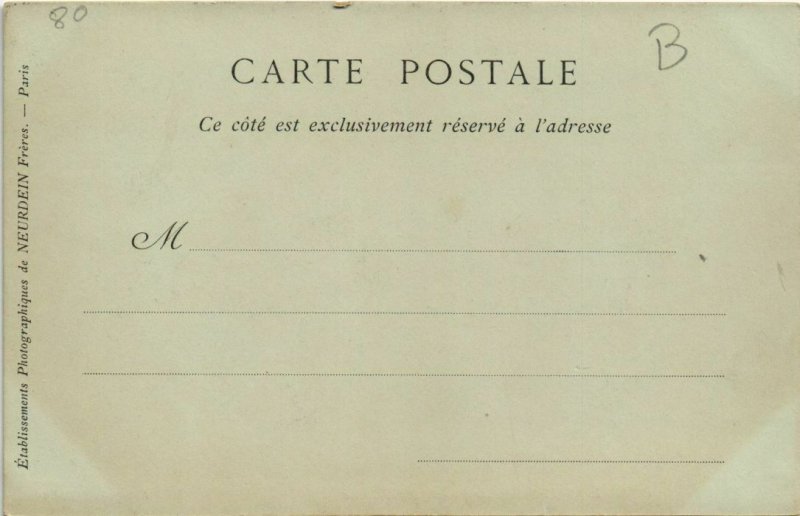 80
B
CARTE POSTALE
Ce côté est exclusivement réservé à l'adresse
M
Établissements Photographiques de NEURDEIN Frères. — Paris